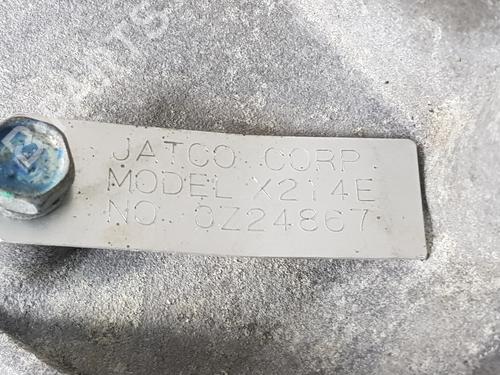 JATCO CORP
MODEL X214E
NO. 0Z24867